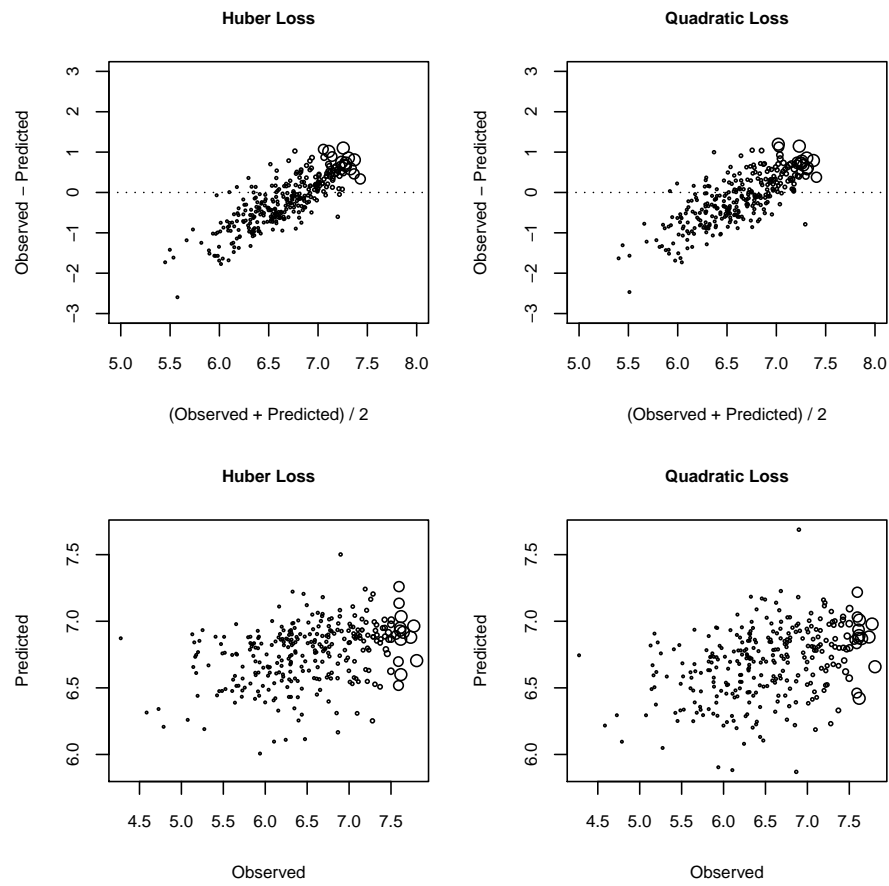 Huber Loss
Observed − Predicted
3
2
1
0
−1
−2
−3
5.0 5.5 6.0 6.5 7.0 7.5 8.0
(Observed + Predicted) / 2
Quadratic Loss
Observed − Predicted
3
2
1
0
−1
−2
−3
5.0 5.5 6.0 6.5 7.0 7.5 8.0
(Observed + Predicted) / 2
Huber Loss
Predicted
7.5
7.0
6.5
6.0
4.5 5.0 5.5 6.0 6.5 7.0 7.5
Observed
Quadratic Loss
Predicted
7.5
7.0
6.5
6.0
4.5 5.0 5.5 6.0 6.5 7.0 7.5
Observed